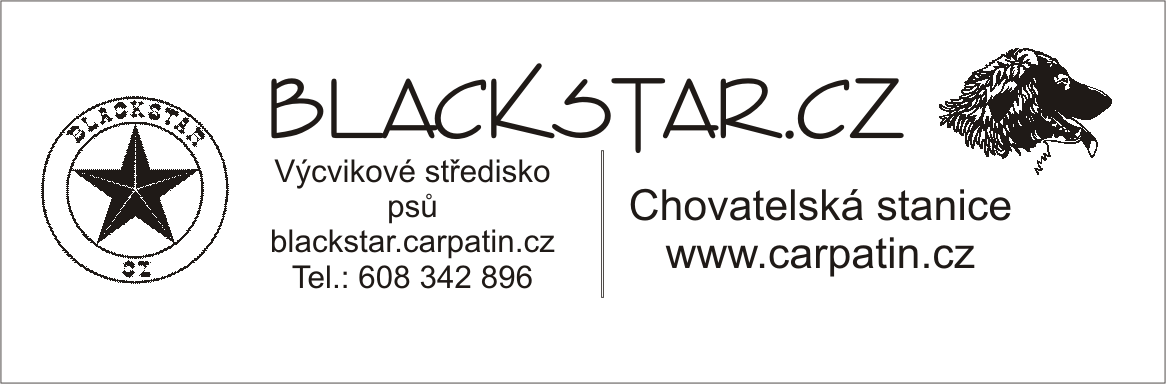 BLACKSTAR
CZ
BLACKSTAR.CZ
Výcvikové středisko
psů
blackstar.carpatin.cz
Tel.: 608 342 896
Chovatelská stanice
www.carpatin.cz